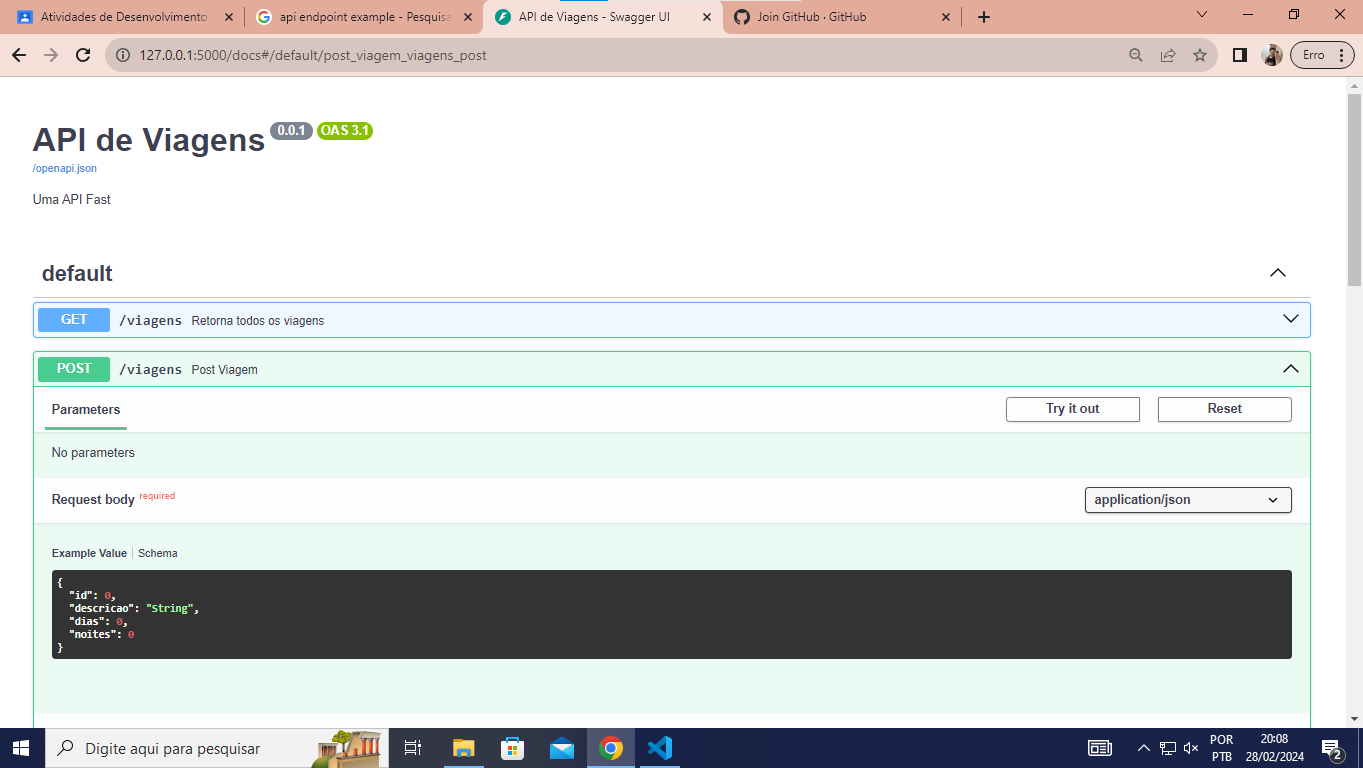 Atividades de Desenvolvimento
api endpoint example - Pesquisa
API de Viagens - Swagger UI
Join GitHub · GitHub
127.0.0.1:5000/docs#/default/post_viagem_viagens_post
Erro
API de Viagens 0.0.1 OAS 3.1
/openapi.json
Uma API Fast
default
GET /viagens Retorna todos os viagens
POST /viagens Post Viagem
Parameters
Try it out
Reset
No parameters
Request body required
application/json
Example Value Schema
{
"id": 0,
"descricao": "String",
"dias": 0,
"noites": 0
}
Digite aqui para pesquisar
POR
PTB
20:08
28/02/2024
2